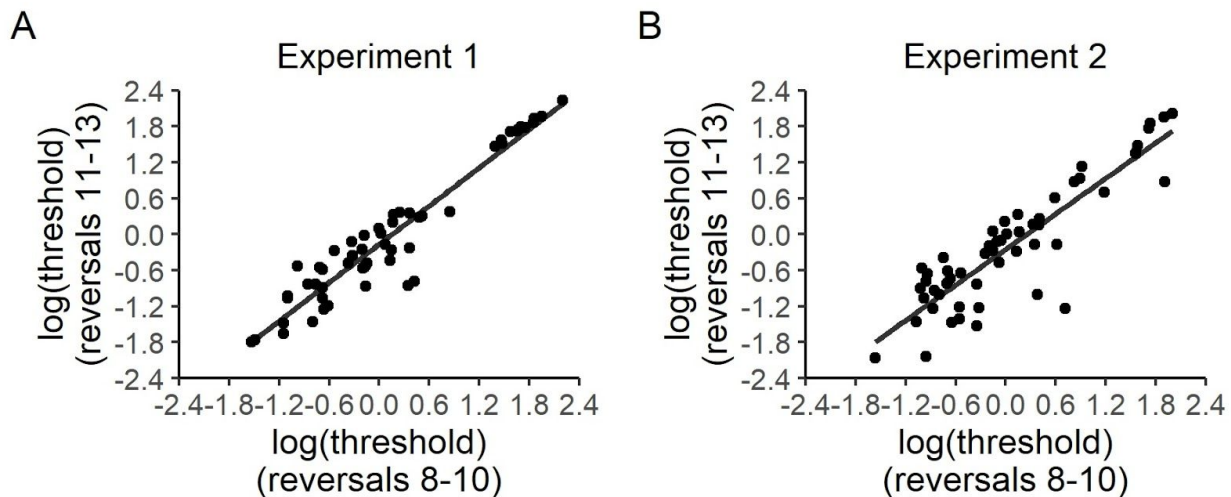 A
Experiment 1
log(threshold)
(reversals 11-13)
2.4
1.8
1.2
0.6
0.0
-0.6
-1.2
-1.8
-2.4
-2.4 -1.8 -1.2 -0.6 0.0 0.6 1.2 1.8 2.4
log(threshold)
(reversals 8-10)
B
Experiment 2
log(threshold)
(reversals 11-13)
2.4
1.8
1.2
0.6
0.0
-0.6
-1.2
-1.8
-2.4
-2.4 -1.8 -1.2 -0.6 0.0 0.6 1.2 1.8 2.4
log(threshold)
(reversals 8-10)